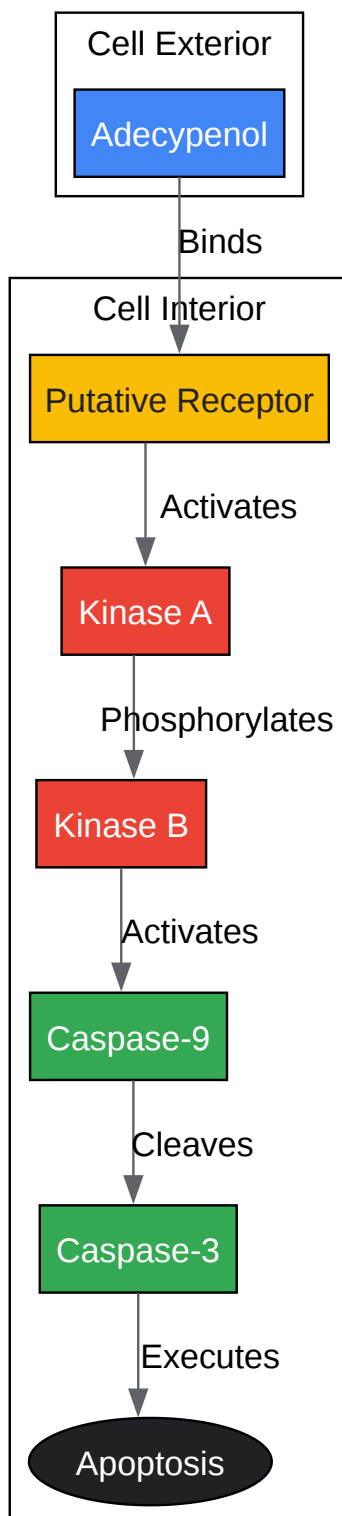 Cell Exterior
Adecypenol
Binds
Cell Interior
Putative Receptor
Activates
Kinase A
Phosphorylates
Kinase B
Activates
Caspase-9
Cleaves
Caspase-3
Executes
Apoptosis